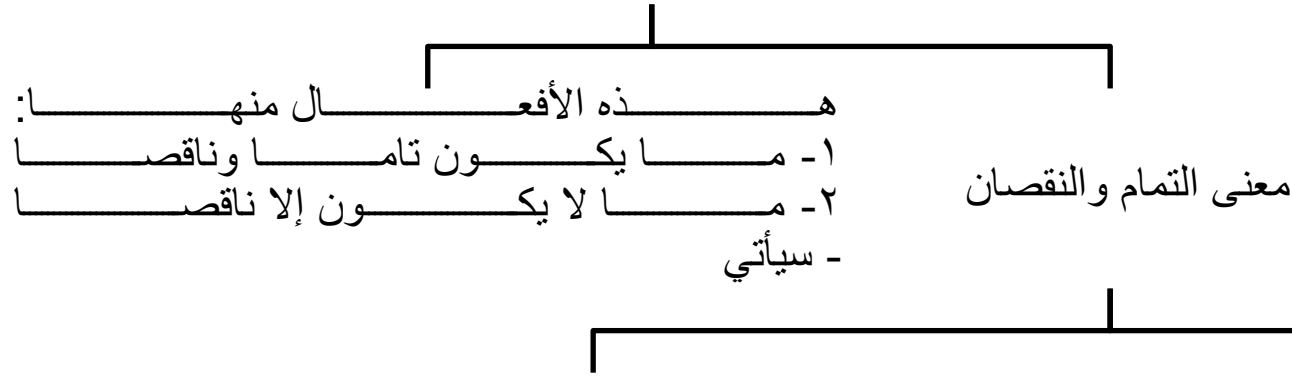 معنى التمام والنقصان
هذه الأفعال منها:
١- ما يكون تاما وناقصا
٢- ما لا يكون إلا ناقصا
- سيأتي